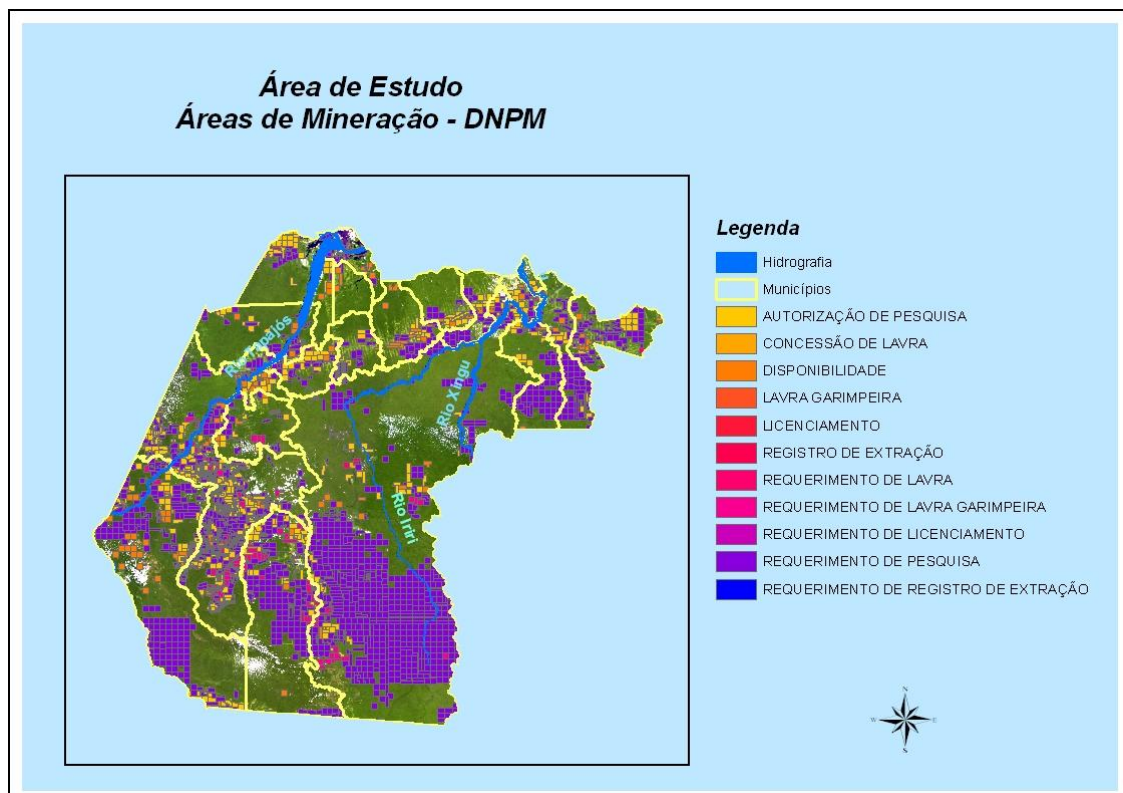 Área de Estudo
Áreas de Mineração - DNPM
Rio Tapajós
Rio Xingu
Rio Iriri
Legenda
Hidrografia
Municípios
AUTORIZAÇÃO DE PESQUISA
CONCESSÃO DE LAVRA
DISPONIBILIDADE
LAVRA GARIMPEIRA
LICENCIAMENTO
REGISTRO DE EXTRAÇÃO
REQUERIMENTO DE LAVRA
REQUERIMENTO DE LAVRA GARIMPEIRA
REQUERIMENTO DE LICENCIAMENTO
REQUERIMENTO DE PESQUISA
REQUERIMENTO DE REGISTRO DE EXTRAÇÃO
N
W
E
S